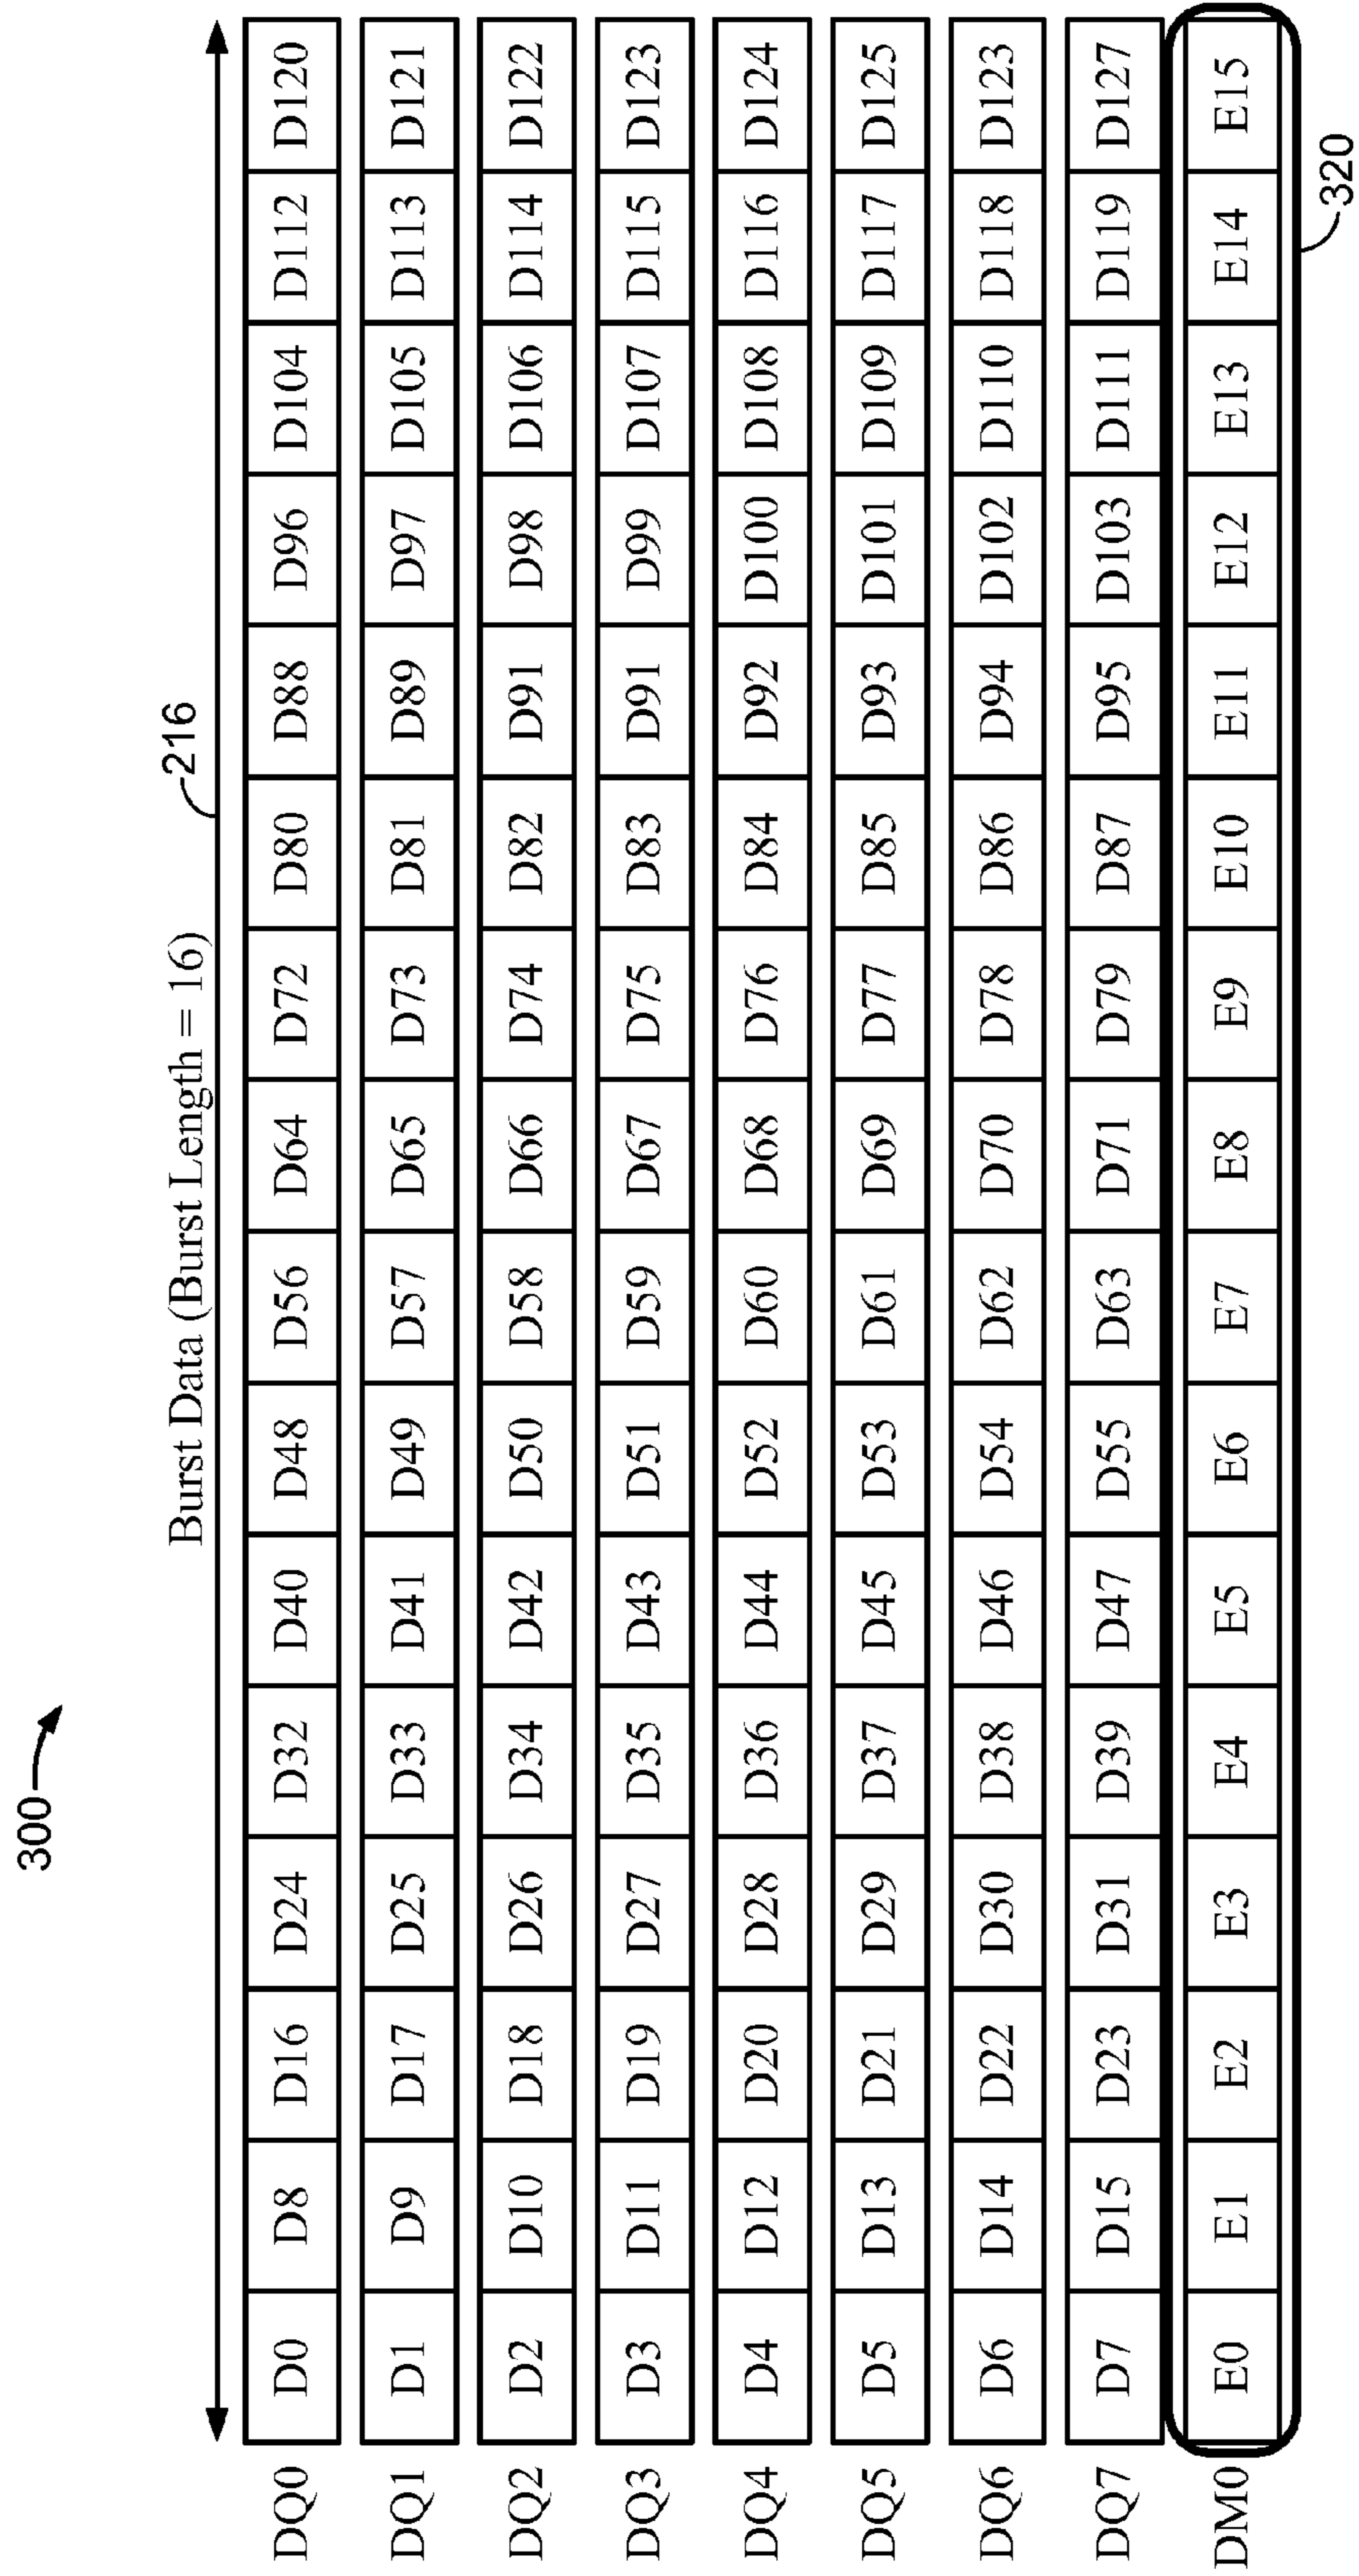 300
Burst Data (Burst Length = 16)
216
DQ0 D0 D8 D16 D24 D32 D40 D48 D56 D64 D72 D80 D88 D96 D104 D112 D120
DQ1 D1 D9 D17 D25 D33 D41 D49 D57 D65 D73 D81 D89 D97 D105 D113 D121
DQ2 D2 D10 D18 D26 D34 D42 D50 D58 D66 D74 D82 D91 D98 D106 D114 D122
DQ3 D3 D11 D19 D27 D35 D43 D51 D59 D67 D75 D83 D91 D99 D107 D115 D123
DQ4 D4 D12 D20 D28 D36 D44 D52 D60 D68 D76 D84 D92 D100 D108 D116 D124
DQ5 D5 D13 D21 D29 D37 D45 D53 D61 D69 D77 D85 D93 D101 D109 D117 D125
DQ6 D6 D14 D22 D30 D38 D46 D54 D62 D70 D78 D86 D94 D102 D110 D118 D123
DQ7 D7 D15 D23 D31 D39 D47 D55 D63 D71 D79 D87 D95 D103 D111 D119 D127
DM0 E0 E1 E2 E3 E4 E5 E6 E7 E8 E9 E10 E11 E12 E13 E14 E15
320